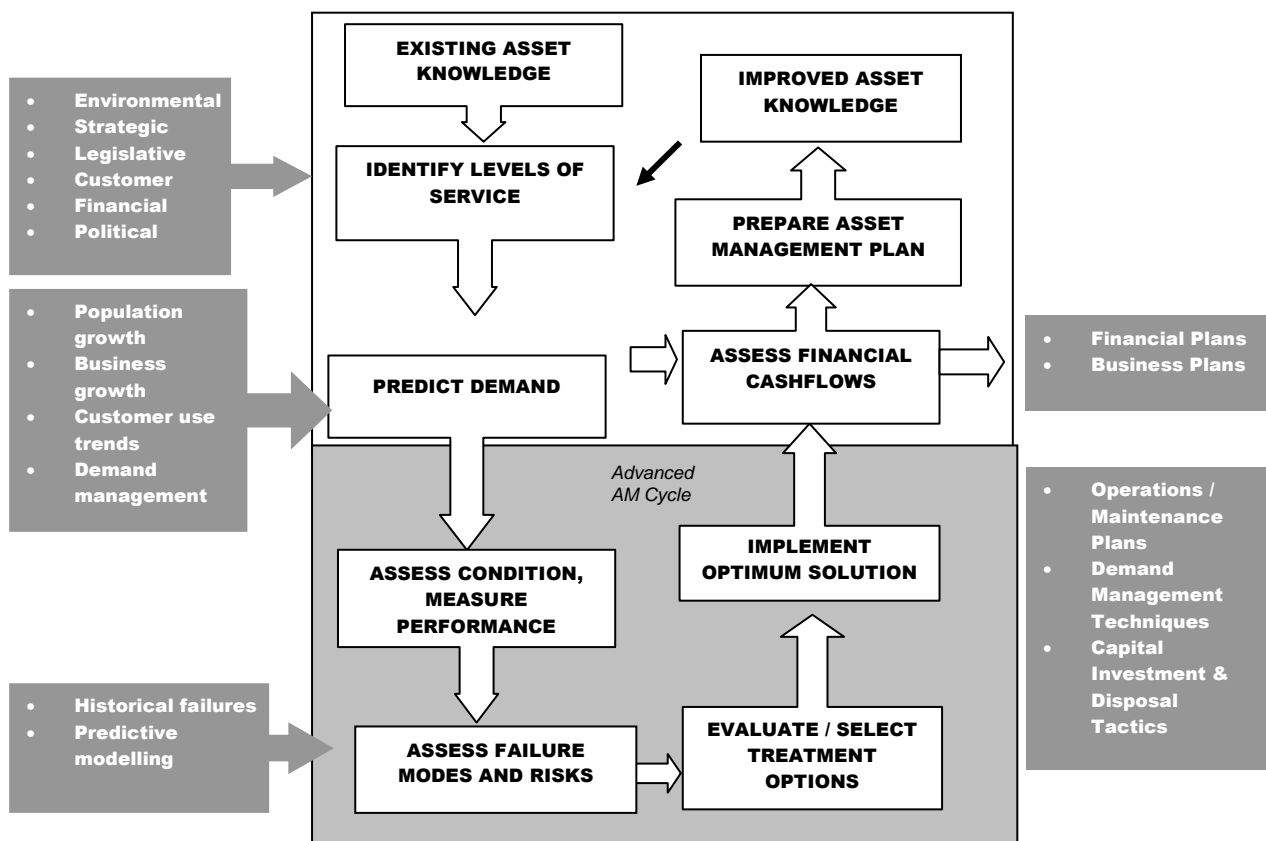 EXISTING ASSET
KNOWLEDGE
IMPROVED ASSET
KNOWLEDGE
• Environmental
• Strategic
• Legislative
• Customer
• Financial
• Political
IDENTIFY LEVELS OF
SERVICE
PREPARE ASSET
MANAGEMENT PLAN
• Population
growth
• Business
growth
• Customer use
trends
• Demand
management
PREDICT DEMAND
ASSESS FINANCIAL
CASHFLOWS
• Financial Plans
• Business Plans
Advanced
AM Cycle
• Operations /
Maintenance
Plans
• Demand
Management
Techniques
• Capital
Investment &
Disposal
Tactics
ASSESS CONDITION,
MEASURE
PERFORMANCE
IMPLEMENT
OPTIMUM SOLUTION
• Historical failures
• Predictive
modelling
ASSESS FAILURE
MODES AND RISKS
EVALUATE / SELECT
TREATMENT
OPTIONS